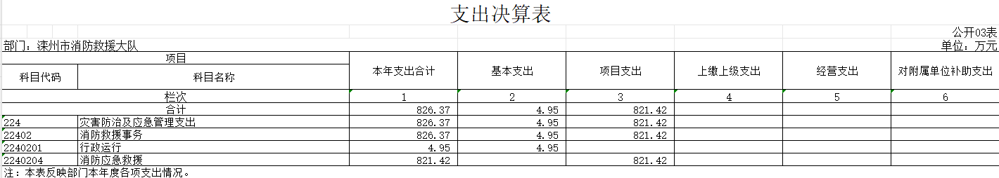 支出决算表
公开03表
部门：滦州市消防救援大队 单位：万元
项目 本年支出合计 基本支出 项目支出 上缴上级支出 经营支出 对附属单位补助支出
科目代码 科目名称
栏次 1 2 3 4 5 6
合计 826.37 4.95 821.42
224 灾害防治及应急管理支出 826.37 4.95 821.42
22402 消防救援事务 826.37 4.95 821.42
2240201 行政运行 4.95 4.95
2240204 消防应急救援 821.42 821.42
注：本表反映部门本年度各项支出情况。